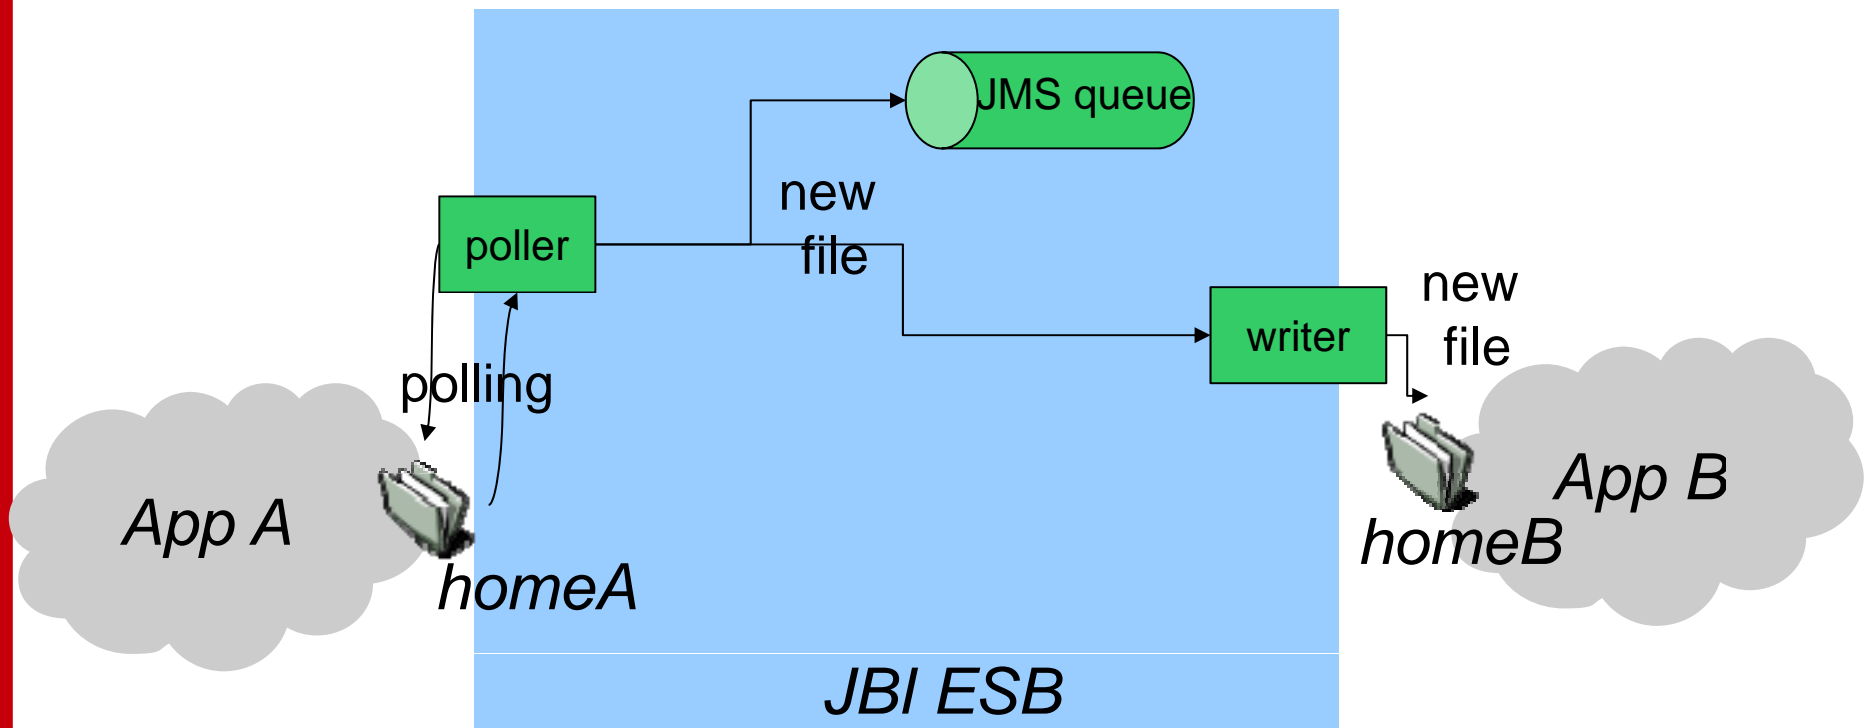 JMS queue
new
file
poller
writer
new
file
polling
App A
homeA
App B
homeB
JBI ESB